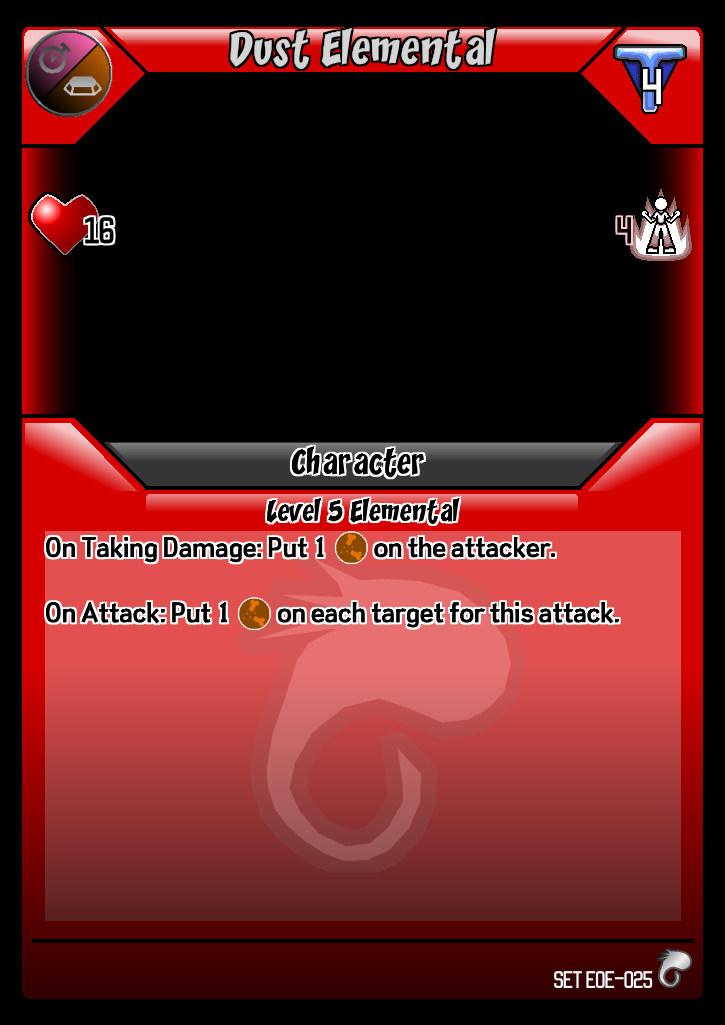 Dust Elemental
4
16
4
Character
Level 5 Elemental
On Taking Damage: Put 1 on the attacker.
On Attack: Put 1 on each target for this attack.
SET EOE-025